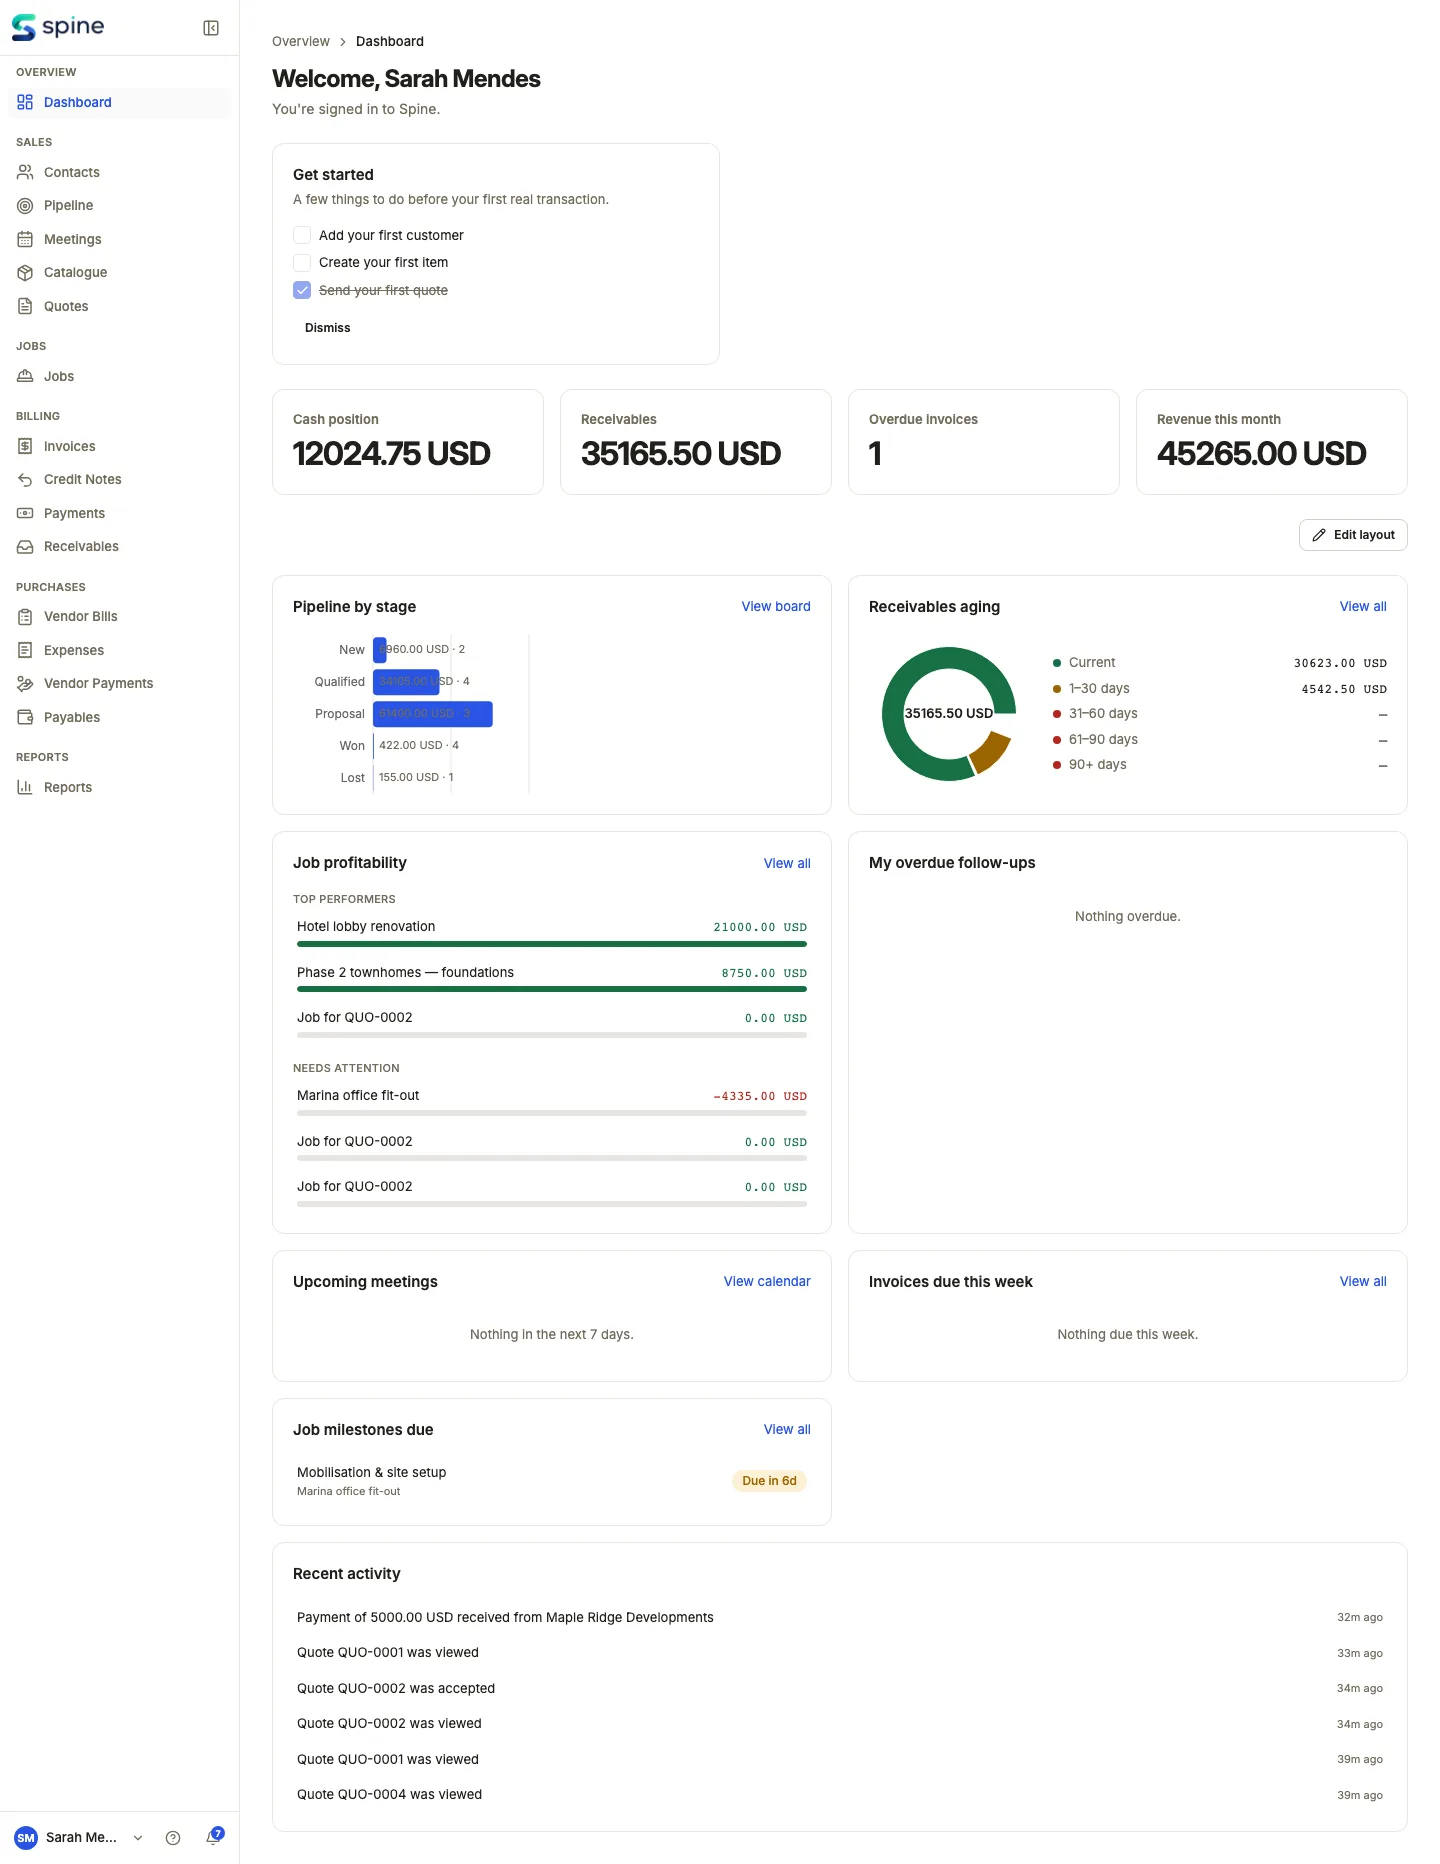 spine
OVERVIEW
Dashboard
SALES
Contacts
Pipeline
Meetings
Catalogue
Quotes
JOBS
Jobs
BILLING
Invoices
Credit Notes
Payments
Receivables
PURCHASES
Vendor Bills
Expenses
Vendor Payments
Payables
REPORTS
Reports
SM Sarah Me... 7
Overview > Dashboard
Welcome, Sarah Mendes
You're signed in to Spine.
Get started
A few things to do before your first real transaction.
Add your first customer
Create your first item
Send your first quote
Dismiss
Cash position
12024.75 USD
Receivables
35165.50 USD
Overdue invoices
1
Revenue this month
45265.00 USD
Edit layout
Pipeline by stage View board
New 960.00 USD · 2
Qualified USD · 4
Proposal USD · 3
Won 422.00 USD · 4
Lost 155.00 USD · 1
Receivables aging View all
35165.50 USD
Current 30623.00 USD
1–30 days 4542.50 USD
31–60 days –
61–90 days –
90+ days –
Job profitability View all
TOP PERFORMERS
Hotel lobby renovation 21000.00 USD
Phase 2 townhomes — foundations 8750.00 USD
Job for QUO-0002 0.00 USD
NEEDS ATTENTION
Marina office fit-out -4335.00 USD
Job for QUO-0002 0.00 USD
Job for QUO-0002 0.00 USD
My overdue follow-ups
Nothing overdue.
Upcoming meetings View calendar
Nothing in the next 7 days.
Invoices due this week View all
Nothing due this week.
Job milestones due View all
Mobilisation & site setup
Marina office fit-out
Due in 6d
Recent activity
Payment of 5000.00 USD received from Maple Ridge Developments 32m ago
Quote QUO-0001 was viewed 33m ago
Quote QUO-0002 was accepted 34m ago
Quote QUO-0002 was viewed 34m ago
Quote QUO-0001 was viewed 39m ago
Quote QUO-0004 was viewed 39m ago